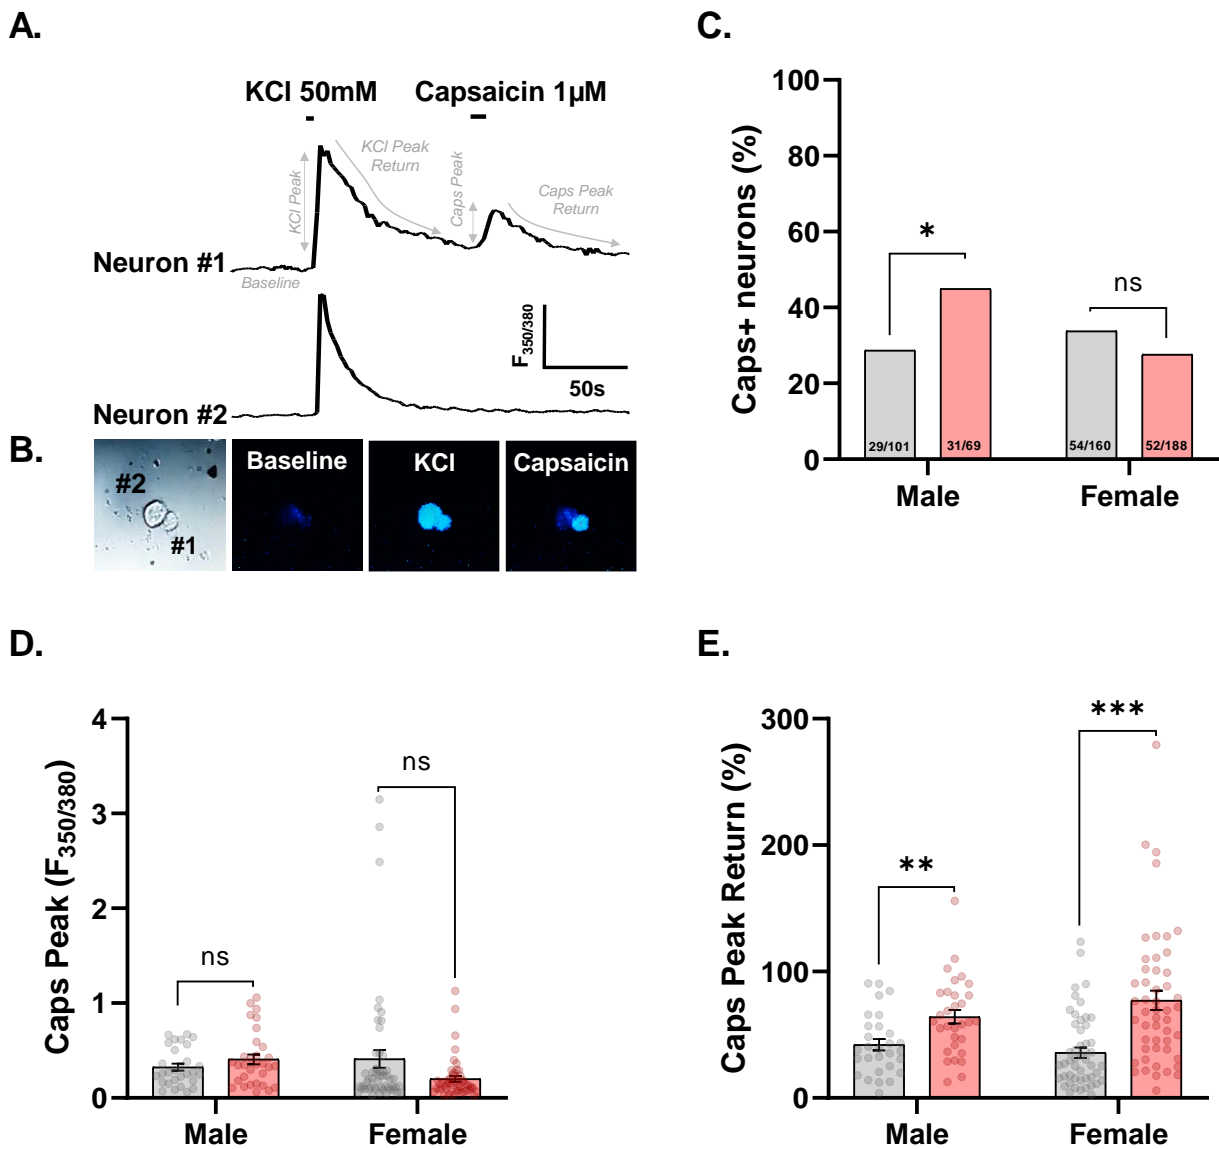 A.
KCl 50mM
Capsaicin 1µM
KCl Peak
KCl Peak
Return
Caps Peak
Caps Peak
Return
Neuron #1
Baseline
F350/380
50s
Neuron #2
B.
#2
#1
Baseline
KCl
Capsaicin
C.
Caps+ neurons (%)
100
80
60
40
20
0
*
ns
29/101
31/69
54/160
52/188
Male
Female
D.
Caps Peak (F350/380)
4
3
2
1
0
ns
ns
Male
Female
E.
Caps Peak Return (%)
300
200
100
0
**
***
Male
Female